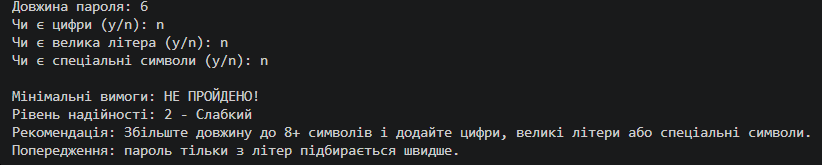 Довжина пароля: 6
Чи є цифри (y/n): n
Чи є велика літера (y/n): n
Чи є спеціальні символи (y/n): n
Мінімальні вимоги: НЕ ПРОЙДЕНО!
Рівень надійності: 2 - Слабкий
Рекомендація: Збільште довжину до 8+ символів і додайте цифри, великі літери або спеціальні символи.
Попередження: пароль тільки з літер підбирається швидше.